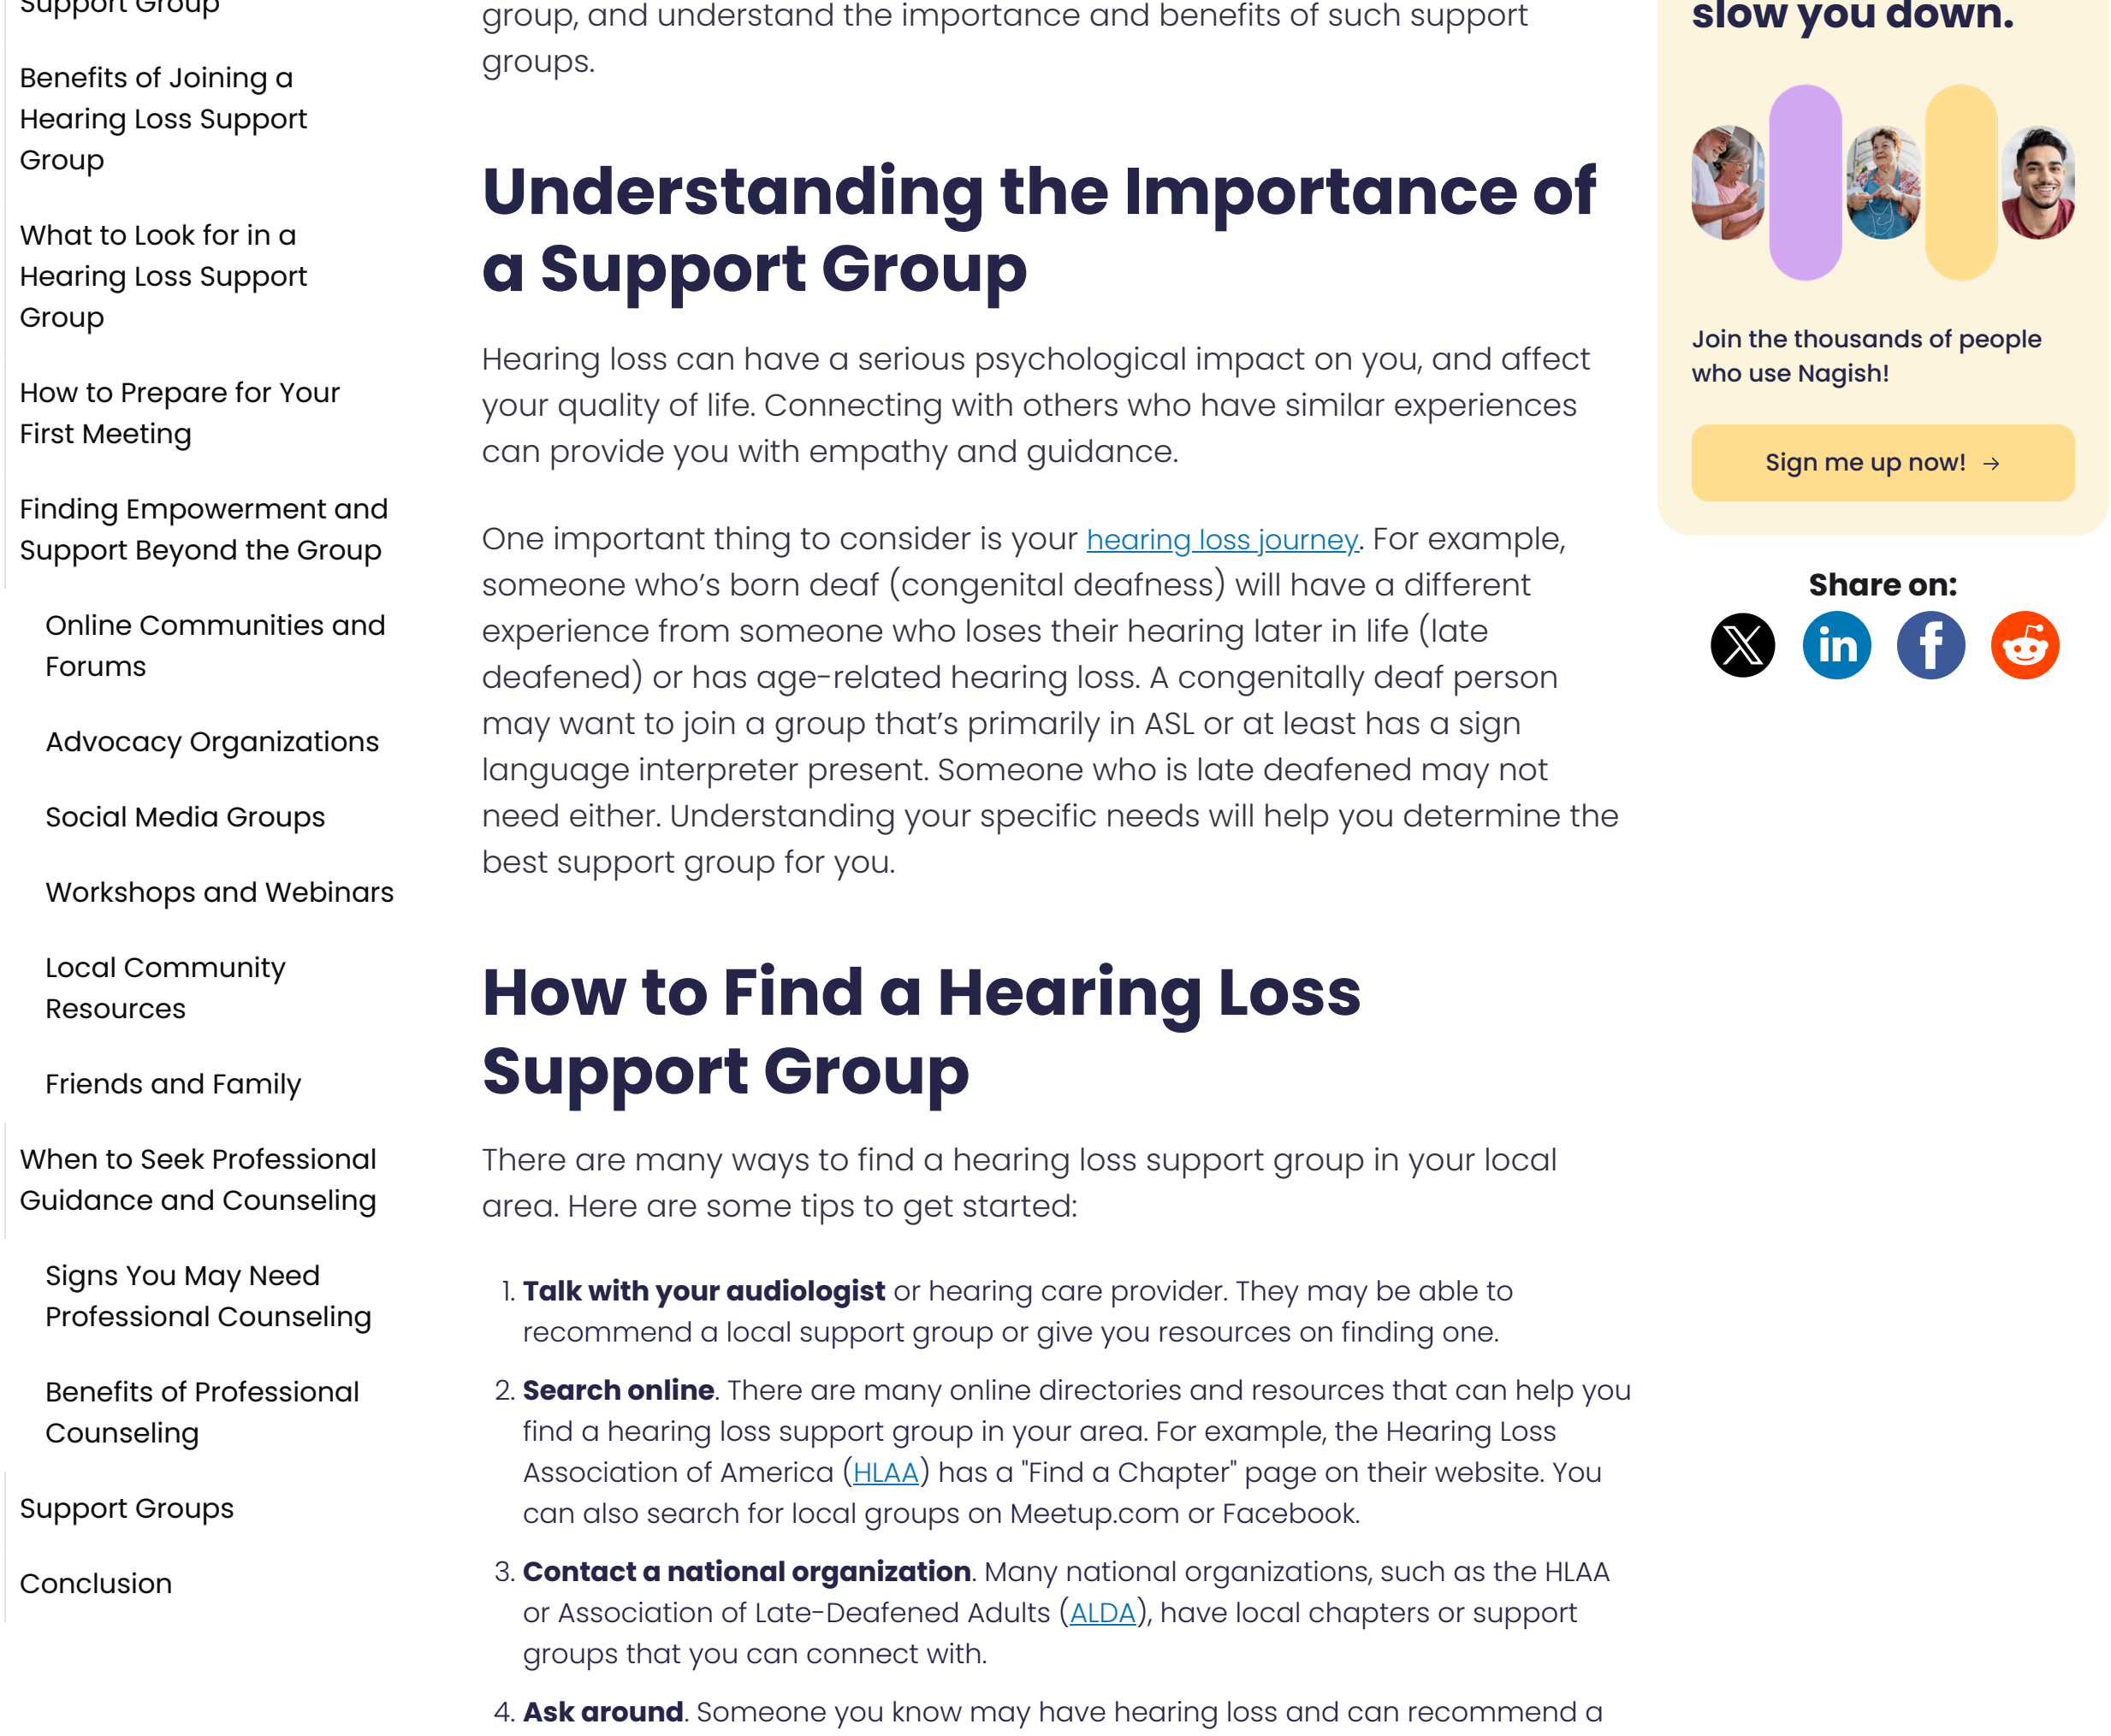 Support Group
Benefits of Joining a
Hearing Loss Support
Group
What to Look for in a
Hearing Loss Support
Group
How to Prepare for Your
First Meeting
Finding Empowerment and
Support Beyond the Group
Online Communities and
Forums
Advocacy Organizations
Social Media Groups
Workshops and Webinars
Local Community
Resources
Friends and Family
When to Seek Professional
Guidance and Counseling
Signs You May Need
Professional Counseling
Benefits of Professional
Counseling
Support Groups
Conclusion
group, and understand the importance and benefits of such support
groups.
Understanding the Importance of
a Support Group
Hearing loss can have a serious psychological impact on you, and affect
your quality of life. Connecting with others who have similar experiences
can provide you with empathy and guidance.
One important thing to consider is your hearing loss journey. For example,
someone who’s born deaf (congenital deafness) will have a different
experience from someone who loses their hearing later in life (late
deafened) or has age-related hearing loss. A congenitally deaf person
may want to join a group that’s primarily in ASL or at least has a sign
language interpreter present. Someone who is late deafened may not
need either. Understanding your specific needs will help you determine the
best support group for you.
How to Find a Hearing Loss
Support Group
There are many ways to find a hearing loss support group in your local
area. Here are some tips to get started:
1. Talk with your audiologist or hearing care provider. They may be able to
recommend a local support group or give you resources on finding one.
2. Search online. There are many online directories and resources that can help you
find a hearing loss support group in your area. For example, the Hearing Loss
Association of America (HLAA) has a "Find a Chapter" page on their website. You
can also search for local groups on Meetup.com or Facebook.
3. Contact a national organization. Many national organizations, such as the HLAA
or Association of Late-Deafened Adults (ALDA), have local chapters or support
groups that you can connect with.
4. Ask around. Someone you know may have hearing loss and can recommend a
slow you down.
Join the thousands of people
who use Nagish!
Sign me up now! →
Share on: